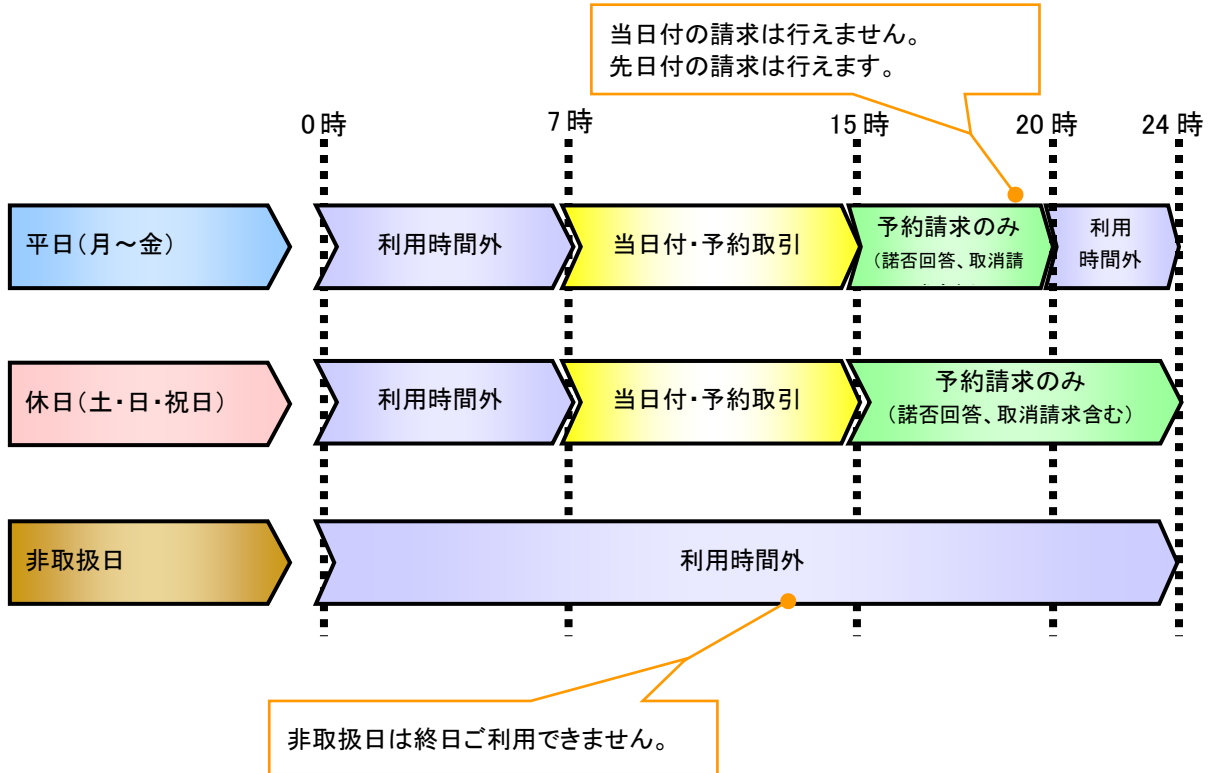 当日付の請求は行えません。
先日付の請求は行えます。
0時 7時 15時 20時 24時
平日(月～金)
利用時間外
当日付・予約取引
予約請求のみ
(諾否回答、取消請
利用
時間外
休日(土・日・祝日)
利用時間外
当日付・予約取引
予約請求のみ
(諾否回答、取消請求含む)
非取扱日
利用時間外
非取扱日は終日ご利用できません。